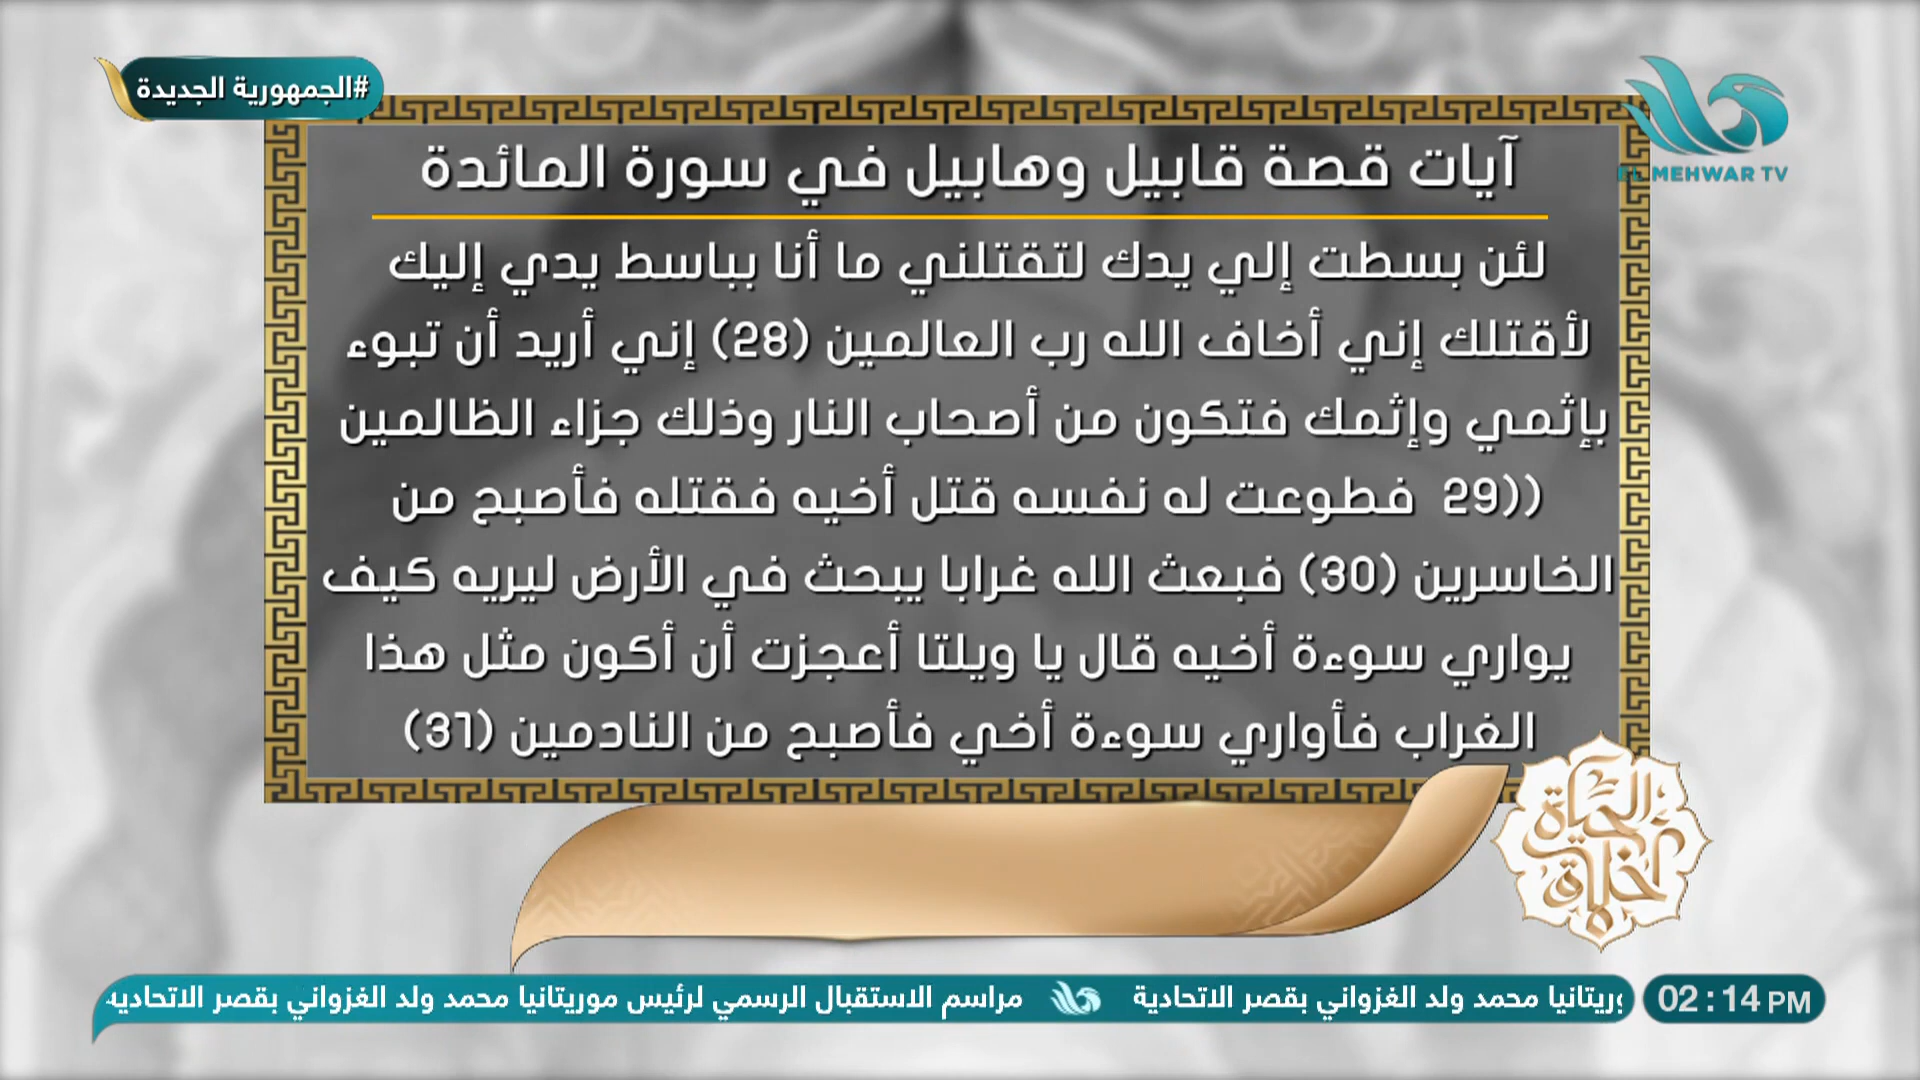 #الجمهورية الجديدة
EL MEHWAR TV
آيات قصة قابيل وهابيل في سورة المائدة
لئن بسطت إلي يدك لتقتلني ما أنا بباسط يدي إليك
لأقتلك إني أخاف الله رب العالمين (28) إني أريد أن تبوء
بإثمي وإثمك فتكون من أصحاب النار وذلك جزاء الظالمين
((29 فطوعت له نفسه قتل أخيه فقتله فأصبح من
الخاسرين (30) فبعث الله غرابا يبحث في الأرض ليريه كيف
يواري سوءة أخيه قال يا ويلتا أعجزت أن أكون مثل هذا
الغراب فأواري سوءة أخي فأصبح من النادمين (31)
الحياة
أخلاق
وريتانيا محمد ولد الغزواني بقصر الاتحادية مراسم الاستقبال الرسمي لرئيس موريتانيا محمد ولد الغزواني بقصر الاتحادية
02:14 PM